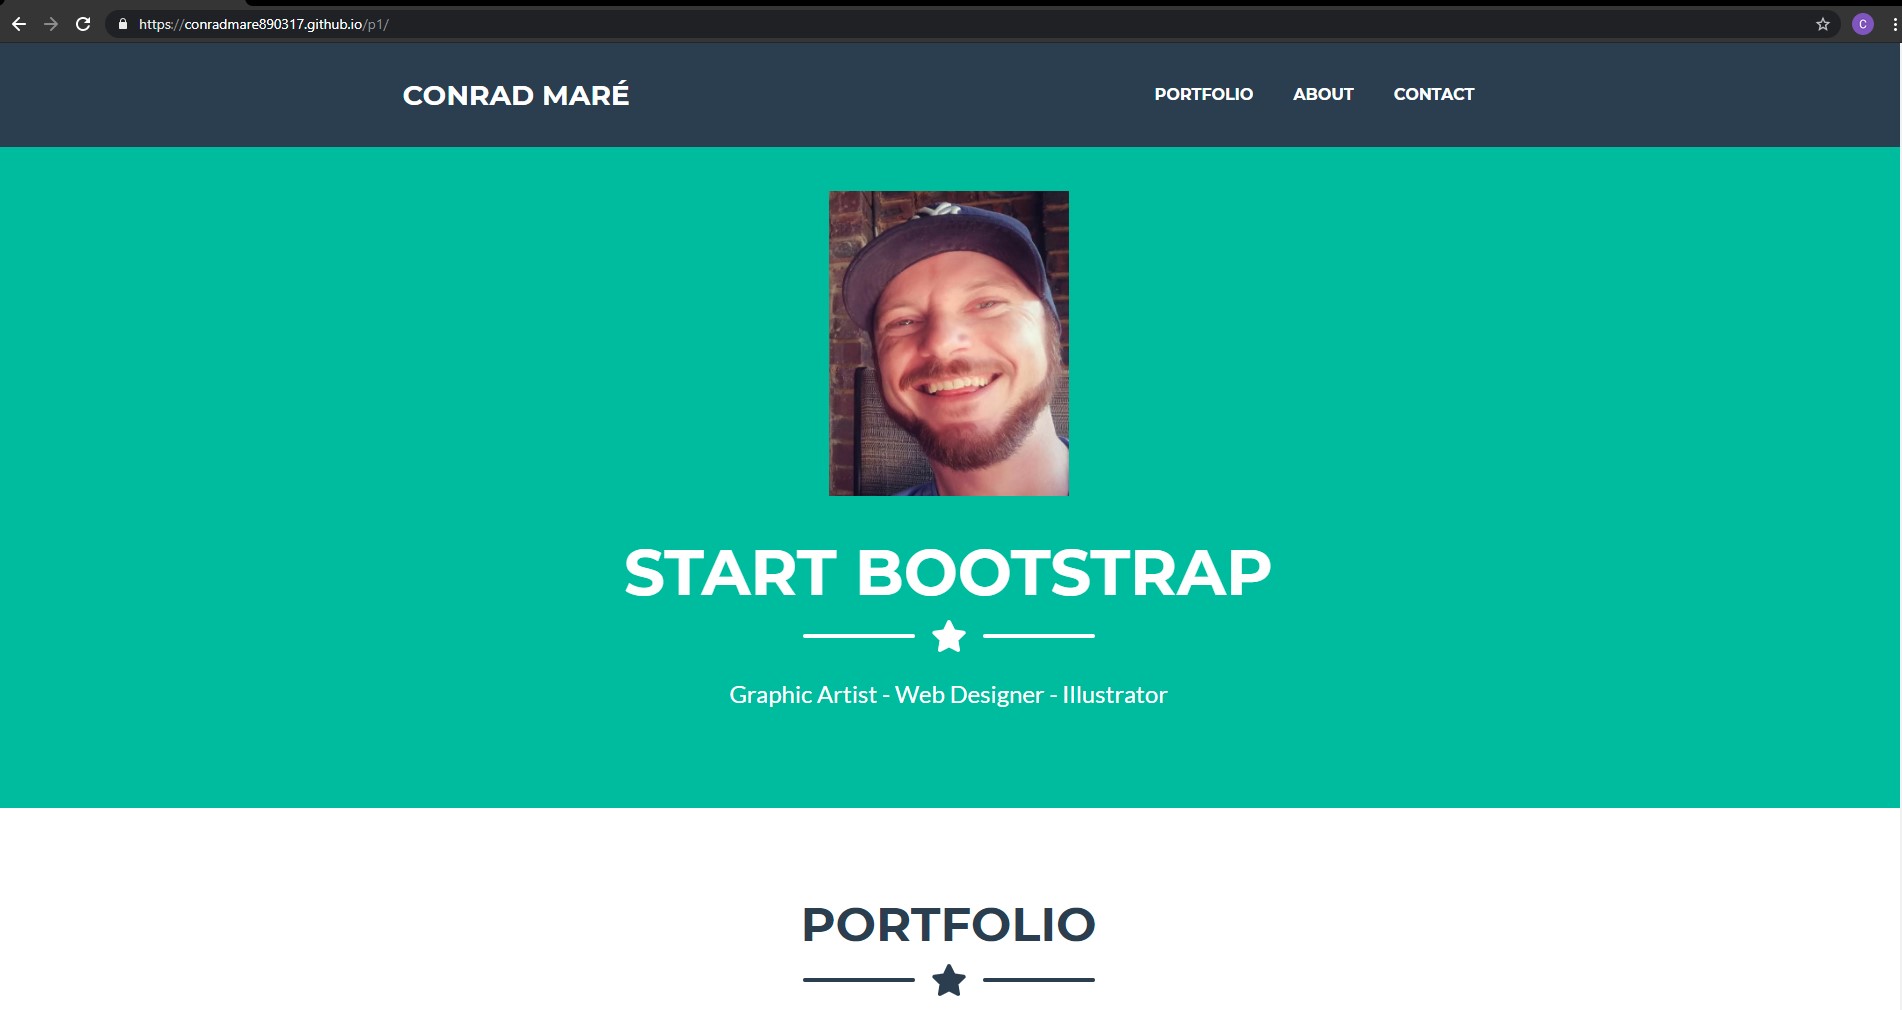 https://conradmare890317.github.io/p1/
C
CONRAD MARÉ
PORTFOLIO ABOUT CONTACT
START BOOTSTRAP
Graphic Artist - Web Designer - Illustrator
PORTFOLIO